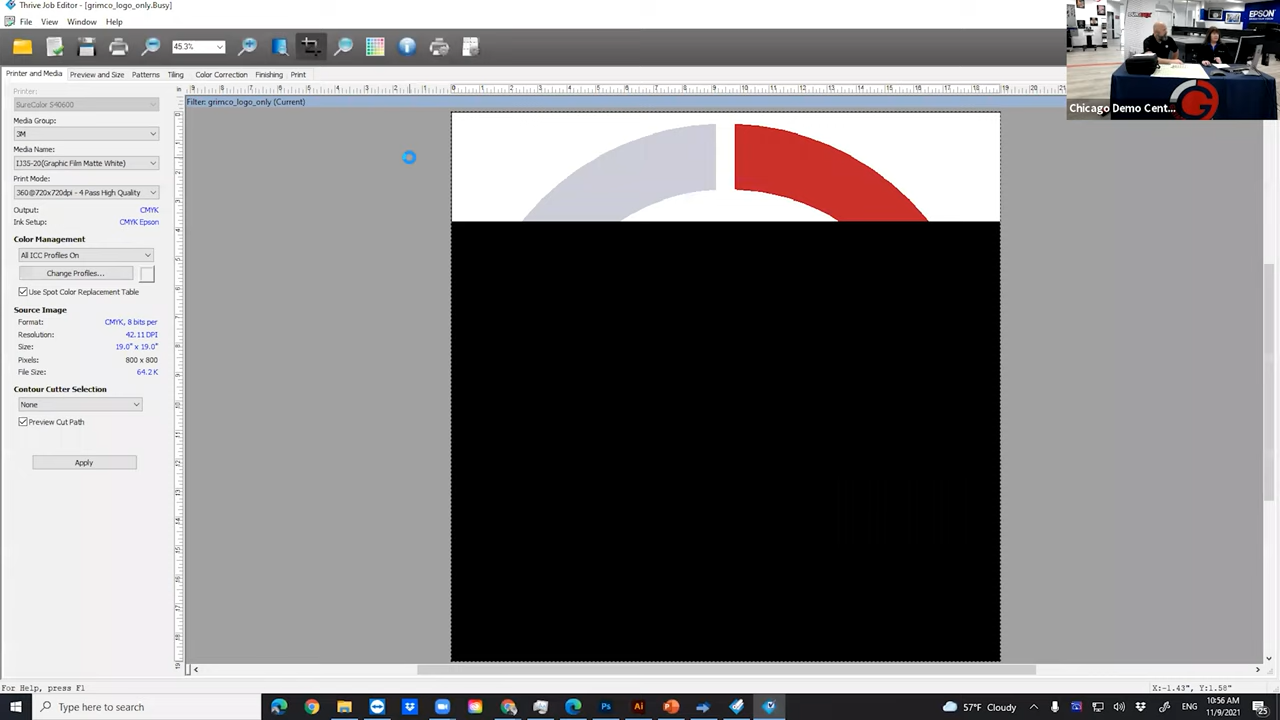 Thrive Job Editor - [grimco_logo_only.Busy]
File View Window Help
45.3%
Printer and Media Preview and Size Patterns Tiling Color Correction Finishing Print
Filter: grimco_logo_only (Current)
Printer:
SureColor S40600
Media Group:
3M
Media Name:
IJ35-20(Graphic Film Matte White)
Print Mode:
360@720x720dpi - 4 Pass High Quality
Output: CMYK
Ink Setup: CMYK Epson
Color Management
All ICC Profiles On
Change Profiles...
Use Spot Color Replacement Table
Source Image
Format: CMYK, 8 bits per
Resolution: 42.11 DPI
Size: 19.0" x 19.0"
Pixels: 800 x 800
File Size: 64.2 K
Contour Cutter Selection
None
Preview Cut Path
Apply
EPSON
Chicago Demo Cent...
For Help, press F1
X:-1.43", Y:1.58"
Type here to search
57°F Cloudy
10:56 AM
11/9/2021
25